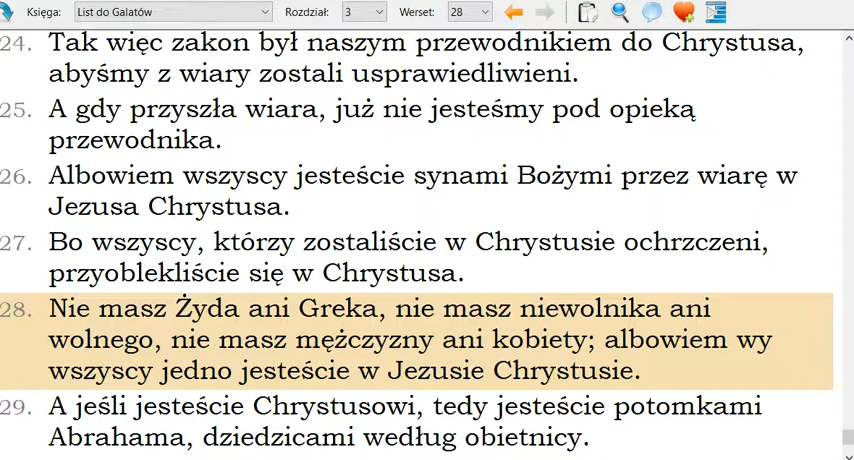 Księga: List do Galatów Rozdział: 3 Werset: 28
24. Tak więc zakon był naszym przewodnikiem do Chrystusa,
abyśmy z wiary zostali usprawiedliwieni.
25. A gdy przyszła wiara, już nie jesteśmy pod opieką
przewodnika.
26. Albowiem wszyscy jesteście synami Bożymi przez wiarę w
Jezusa Chrystusa.
27. Bo wszyscy, którzy zostaliście w Chrystusie ochrzczeni,
przyoblekliście się w Chrystusa.
28. Nie masz Żyda ani Greka, nie masz niewolnika ani
wolnego, nie masz mężczyzny ani kobiety; albowiem wy
wszyscy jedno jesteście w Jezusie Chrystusie.
29. A jeśli jesteście Chrystusowi, tedy jesteście potomkami
Abrahama, dziedzicami według obietnicy.